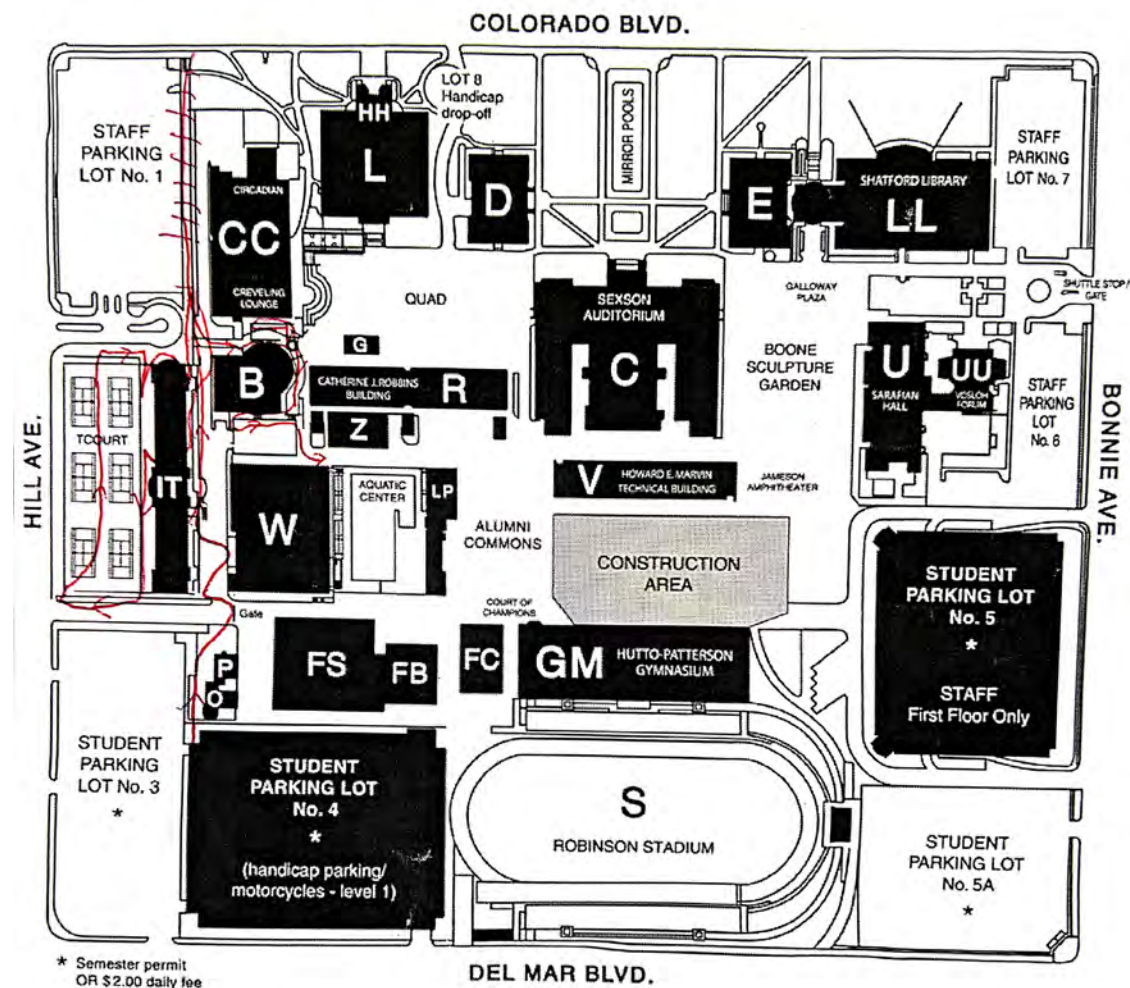 COLORADO BLVD.
LOT 8
Handicap
drop-off
HH
L
STAFF
PARKING
LOT No. 1
CIRCADIAN
CC
CREVELING
LOUNGE
D
MIRROR POOLS
E
SHATFORD LIBRARY
LL
STAFF
PARKING
LOT No. 7
SHUTTLE STOP/
GATE
QUAD
SEXSON
AUDITORIUM
C
GALLOWAY
PLAZA
BOONE
SCULPTURE
GARDEN
U
SARAFIAN
HALL
UU
VOSLOH
FORUM
STAFF
PARKING
LOT
No. 6
G
B
CATHERINE J. ROBBINS
BUILDING
R
Z
HILL AVE.
BONNIE AVE.
TCOURT
IT
W
AQUATIC
CENTER
LP
V
HOWARD E. MARVIN
TECHNICAL BUILDING
JAMESON
AMPHITHEATER
ALUMNI
COMMONS
CONSTRUCTION
AREA
COURT OF
CHAMPIONS
Gate
STUDENT
PARKING LOT
No. 5
*
STAFF
First Floor Only
P
O
FS
FB
FC
GM
HUTTO-PATTERSON
GYMNASIUM
STUDENT
PARKING
LOT No. 3
*
STUDENT
PARKING LOT
No. 4
*
(handicap parking/
motorcycles - level 1)
S
ROBINSON STADIUM
STUDENT
PARKING LOT
No. 5A
*
* Semester permit
OR $2.00 daily fee
DEL MAR BLVD.